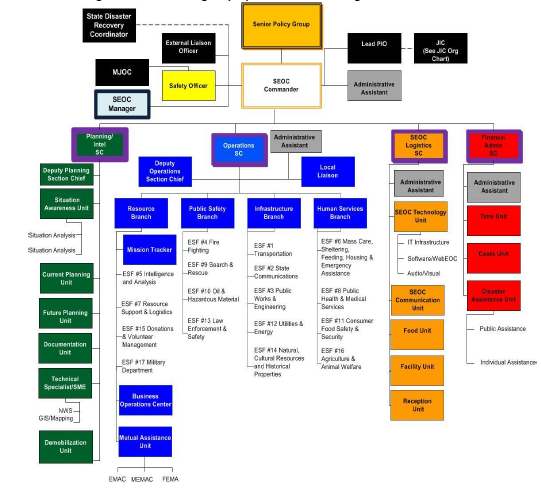 State Disaster
Recovery
Coordinator
Senior Policy Group
External Liaison
Officer
Lead PIO
JIC
(See JIC Org
Chart)
MJOC
Safety Officer
SEOC
Commander
Administrative
Assistant
SEOC
Manager
Planning/
Intel
SC
Operations
SC
Administrative
Assistant
SEOC
Logistics
SC
Financial
Admin
SC
Deputy Planning
Section Chief
Deputy
Operations
Section Chief
Local
Liaison
Administrative
Assistant
Administrative
Assistant
Situation
Awareness Unit
Situation Analysis
Situation Analysis
Current Planning
Unit
Future Planning
Unit
Documentation
Unit
Technical
Specialist/SME
NWS
GIS/Mapping
Demobilization
Unit
Resource
Branch
Mission Tracker
ESF #5 Intelligence
and Analysis
ESF #7 Resource
Support & Logistics
ESF #15 Donations
& Volunteer
Management
ESF #17 Military
Department
Business
Operations Center
Mutual Assistance
Unit
EMAC
MEMAC
FEMA
Public Safety
Branch
ESF #4 Fire
Fighting
ESF #9 Search &
Rescue
ESF #10 Oil &
Hazardous Material
ESF #13 Law
Enforcement &
Safety
Infrastructure
Branch
ESF #1
Transportation
ESF #2 State
Communications
ESF #3 Public
Works &
Engineering
ESF #12 Utilities &
Energy
ESF #14 Natural,
Cultural Resources
and Historical
Properties
Human Services
Branch
ESF #6 Mass Care,
Sheltering,
Feeding, Housing &
Emergency
Assistance
ESF #8 Public
Health & Medical
Services
ESF #11 Consumer
Food Safety &
Security
ESF #16
Agriculture &
Animal Welfare
SEOC Technology
Unit
IT Infastructure
Software/WebEOC
Audio/Visual
SEOC
Communication
Unit
Food Unit
Facility Unit
Reception
Unit
Time Unit
Costs Unit
Disaster
Assistance Unit
Public Assistance
Individual Assistance